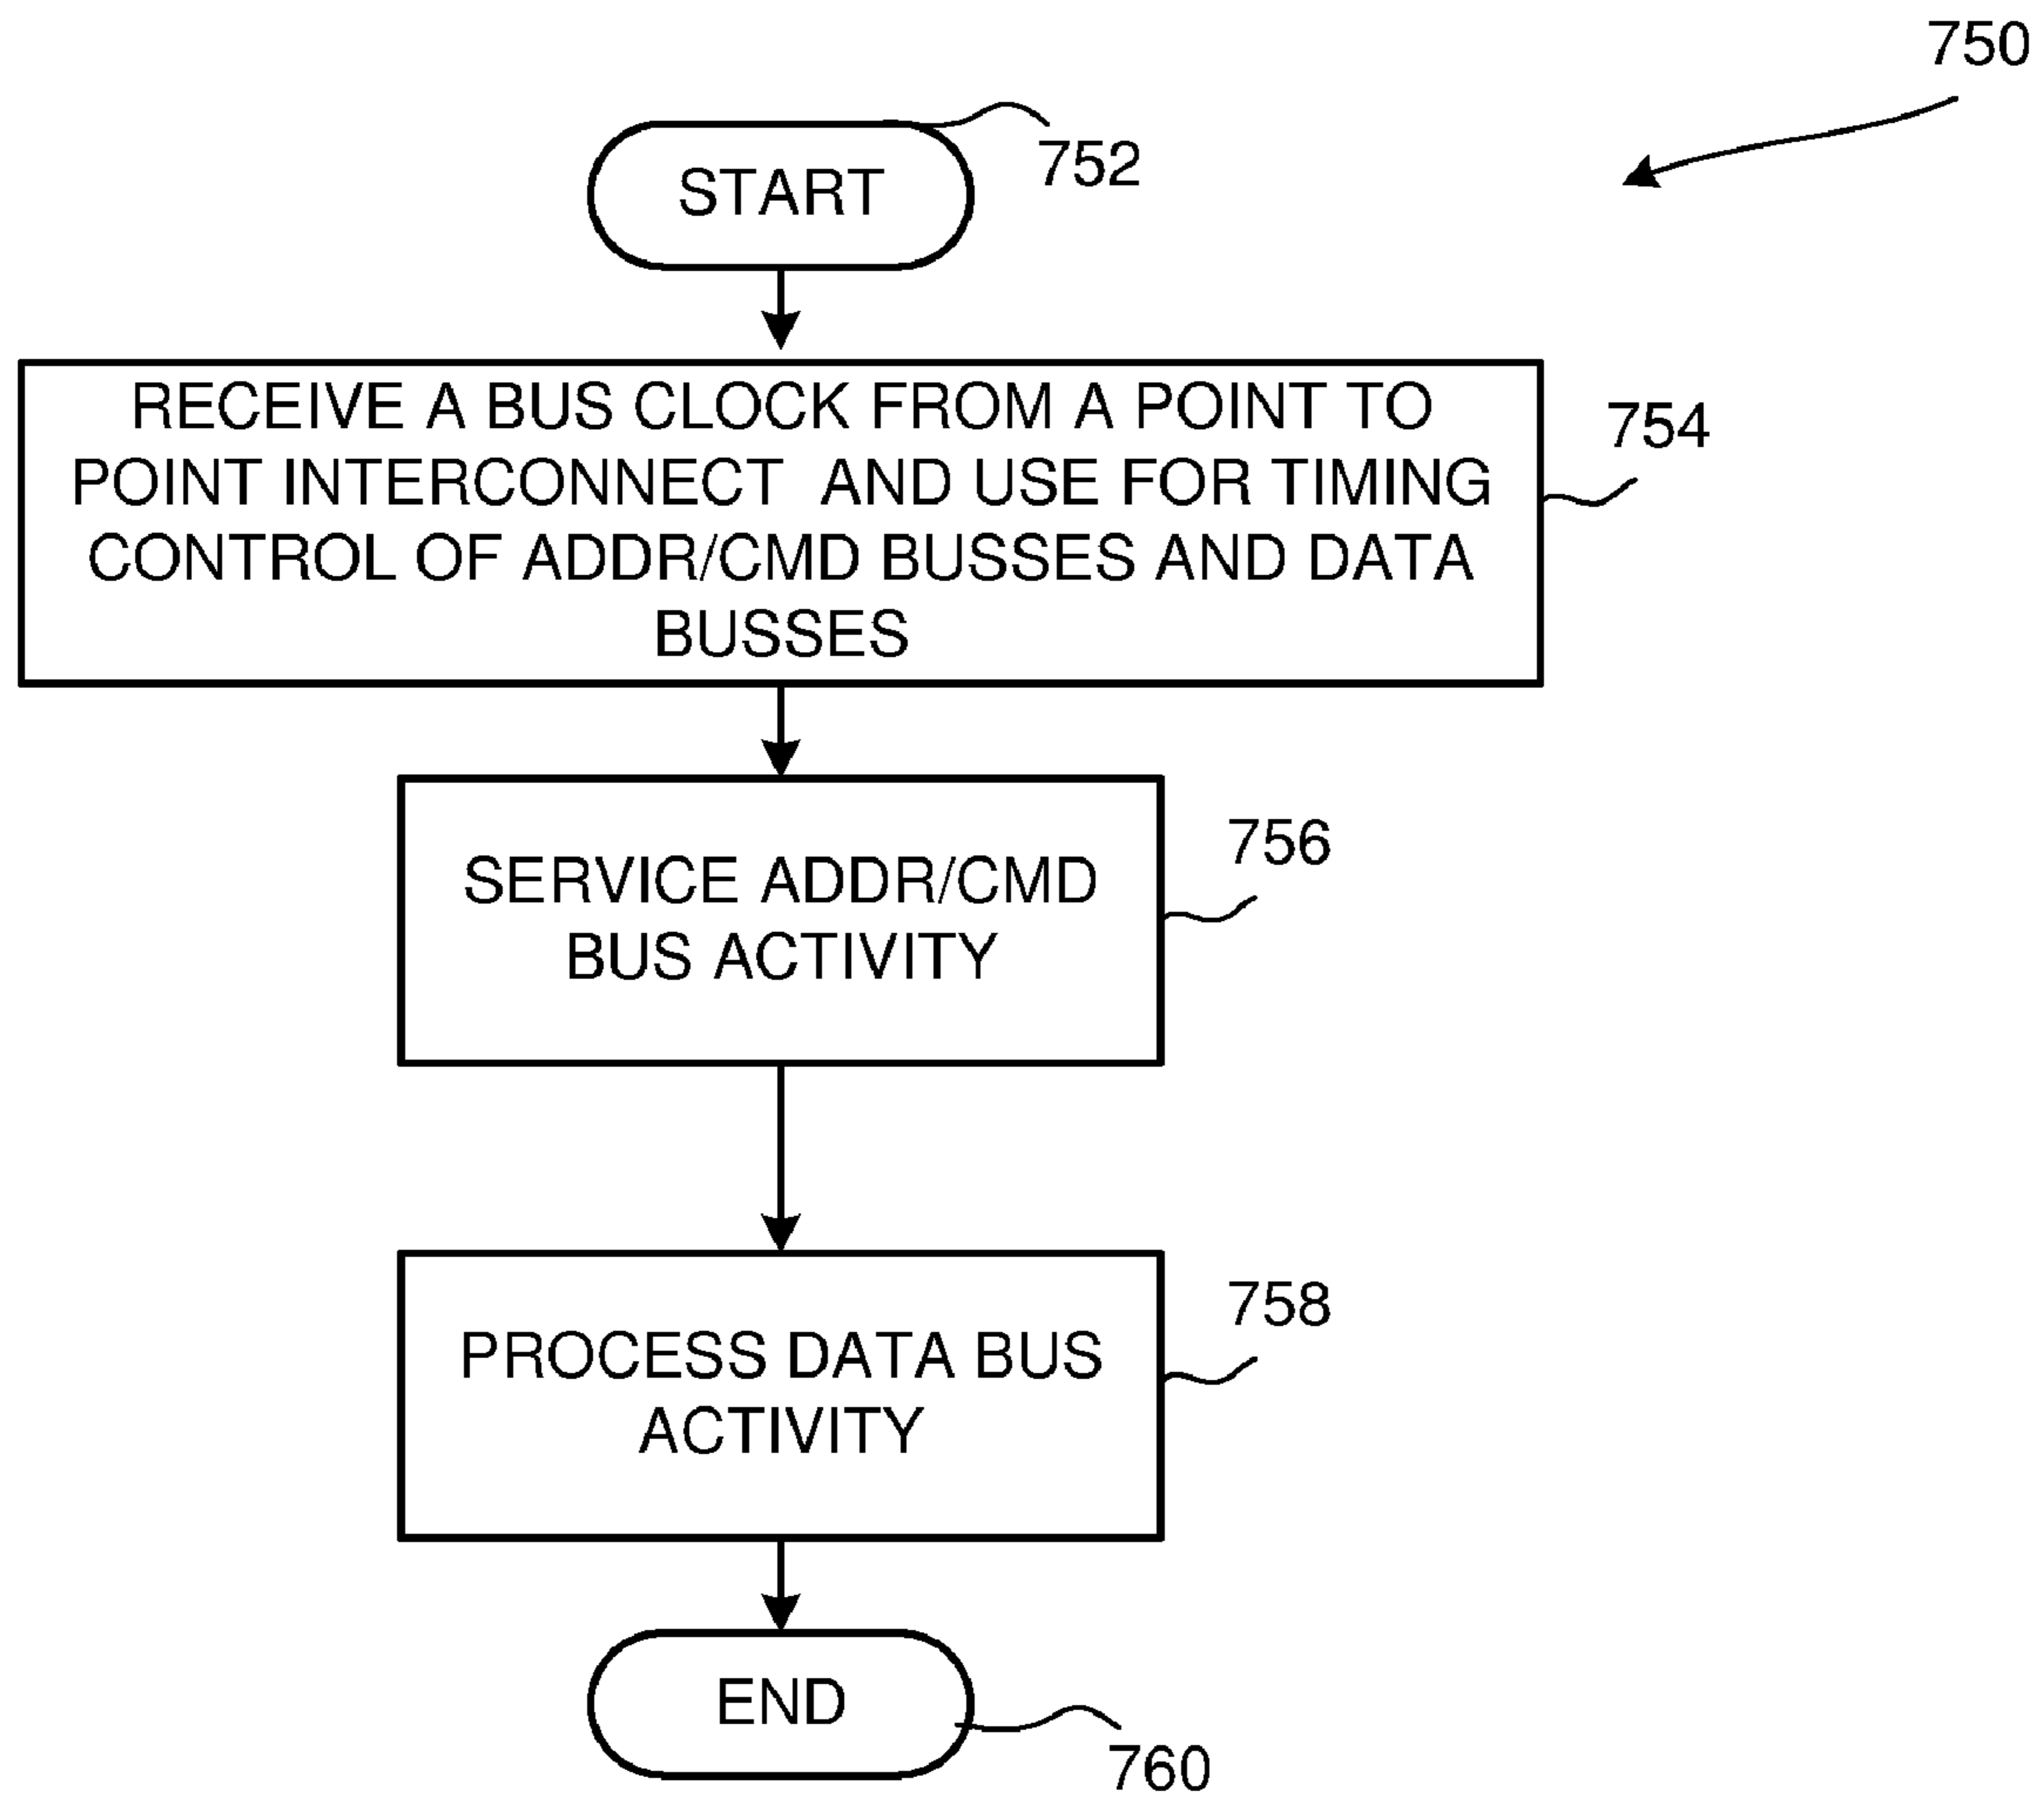 750
752
START
RECEIVE A BUS CLOCK FROM A POINT TO
POINT INTERCONNECT AND USE FOR TIMING
CONTROL OF ADDR/CMD BUSSES AND DATA
BUSSES
754
SERVICE ADDR/CMD
BUS ACTIVITY
756
PROCESS DATA BUS
ACTIVITY
758
END
760